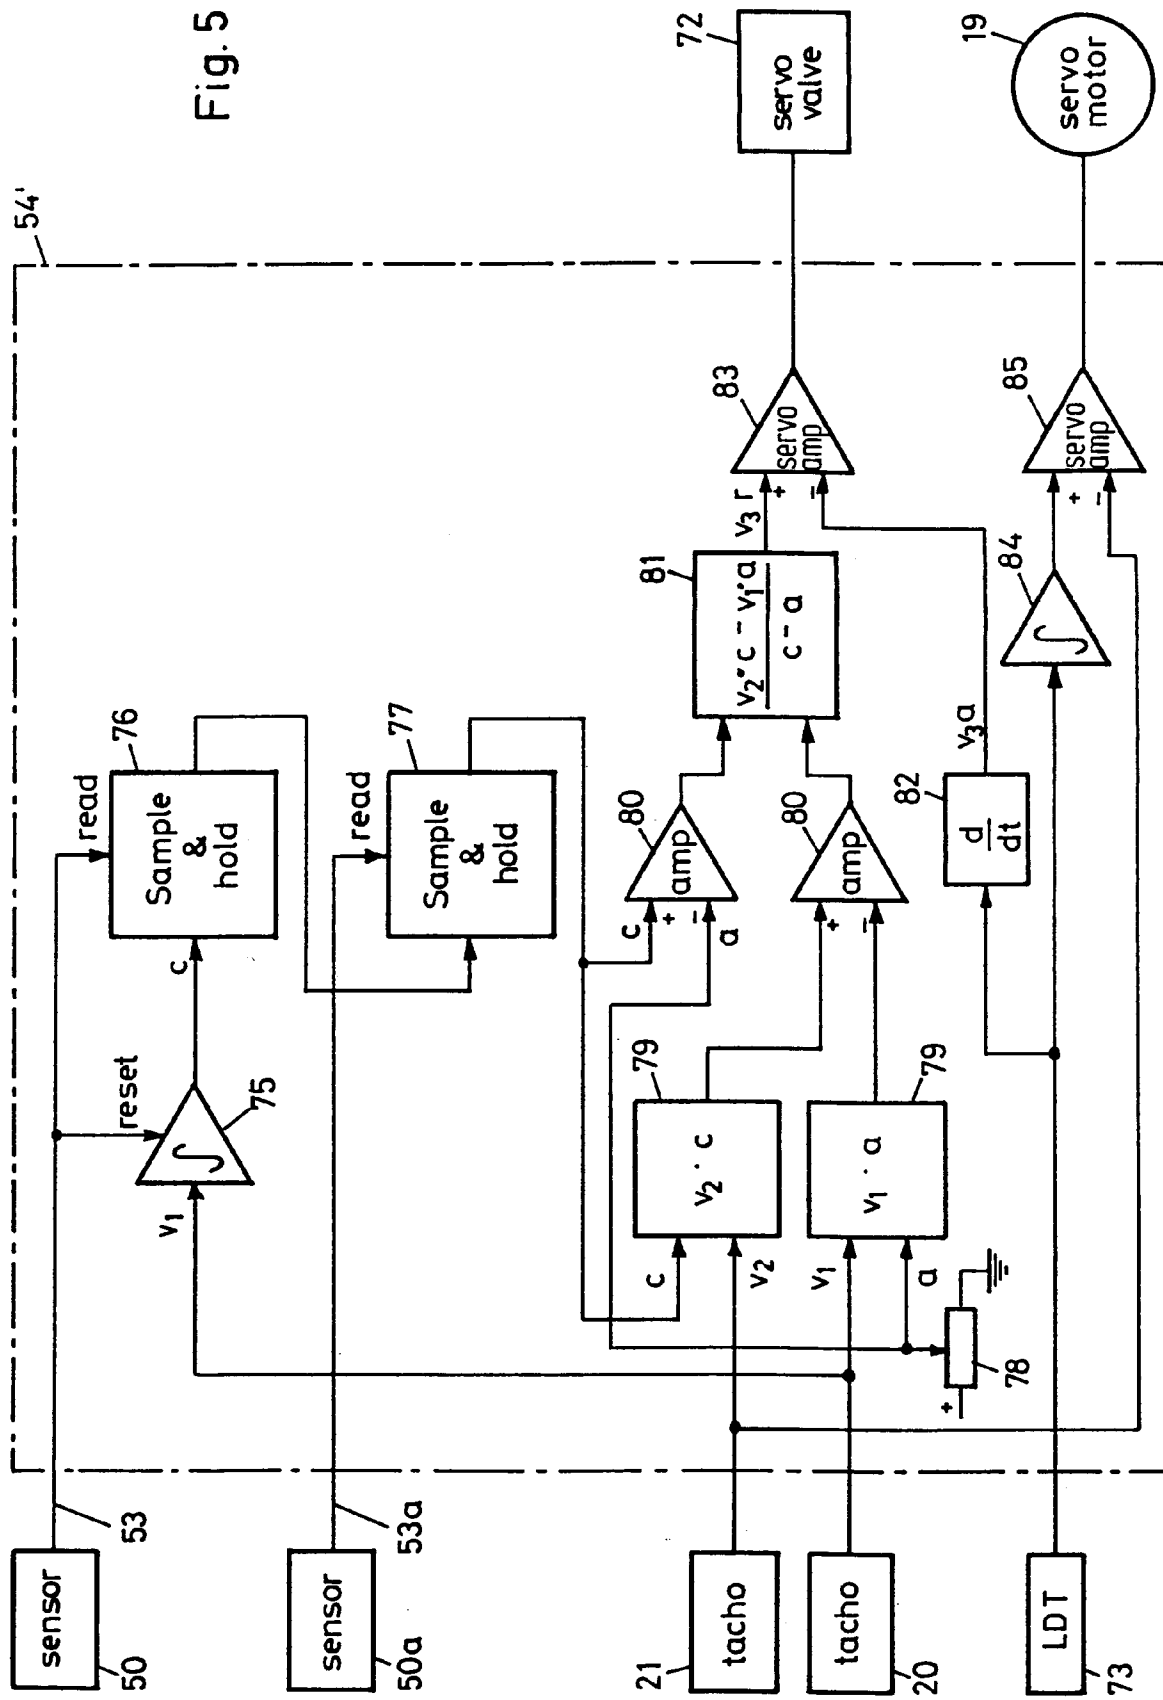 Fig. 5
54'
sensor
50
53
reset
read
v1
75
c
Sample
&
hold
76
sensor
50a
53a
read
Sample
&
hold
77
72
servo
valve
19
servo
motor
21
tacho
c
v2
v2 · c
79
c
+
-
a
amp
80
81
v2·c - v1·a
c - a
v3 r
+
-
servo
amp
83
tacho
20
v1
a
v1 · a
79
+
-
amp
80
+
78
82
d
dt
v3a
73
LDT
84
∫
∫
+
-
servo
amp
85